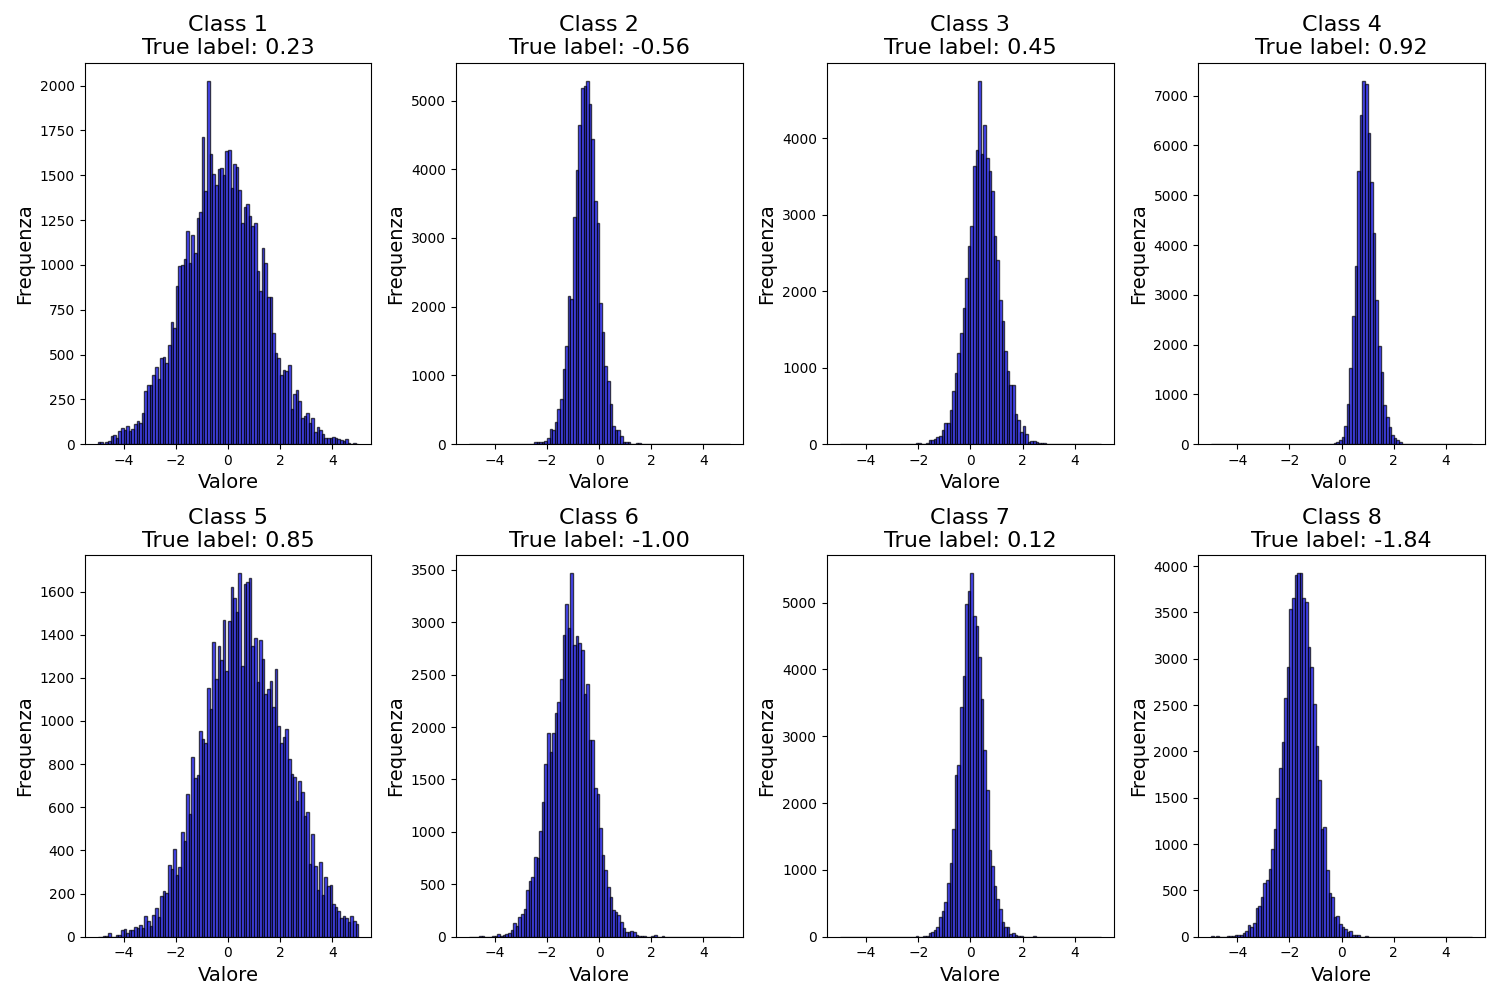 Class 1
True label: 0.23
Class 2
True label: -0.56
Class 3
True label: 0.45
Class 4
True label: 0.92
2000
1750
1500
1250
1000
750
500
250
0
Frequenza
−4 −2 0 2 4
Valore
5000
4000
3000
2000
1000
0
Frequenza
−4 −2 0 2 4
Valore
4000
3000
2000
1000
0
Frequenza
−4 −2 0 2 4
Valore
7000
6000
5000
4000
3000
2000
1000
0
Frequenza
−4 −2 0 2 4
Valore
Class 5
True label: 0.85
Class 6
True label: -1.00
Class 7
True label: 0.12
Class 8
True label: -1.84
1600
1400
1200
1000
800
600
400
200
0
Frequenza
−4 −2 0 2 4
Valore
3500
3000
2500
2000
1500
1000
500
0
Frequenza
−4 −2 0 2 4
Valore
5000
4000
3000
2000
1000
0
Frequenza
−4 −2 0 2 4
Valore
4000
3500
3000
2500
2000
1500
1000
500
0
Frequenza
−4 −2 0 2 4
Valore